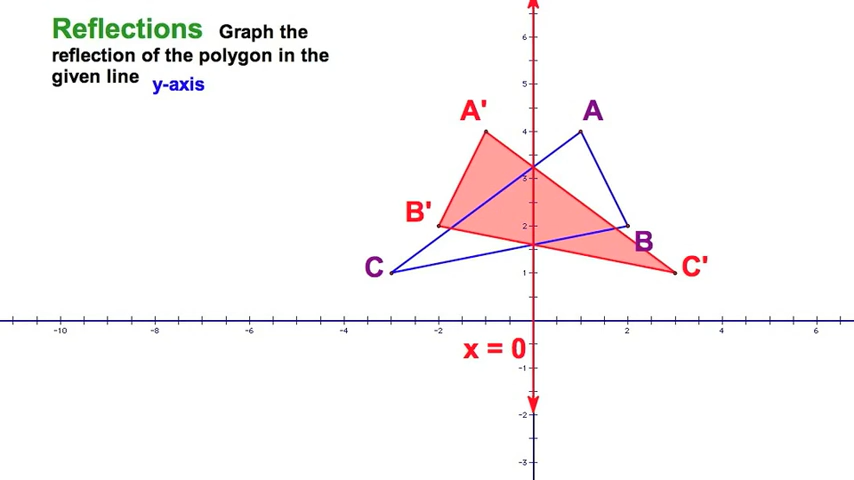 Reflections Graph the
reflection of the polygon in the
given line y-axis
A' A
B' B
C C'
x = 0
6
5
4
3
2
1
-10 -8 -6 -4 -2 2 4 6
-1
-2
-3